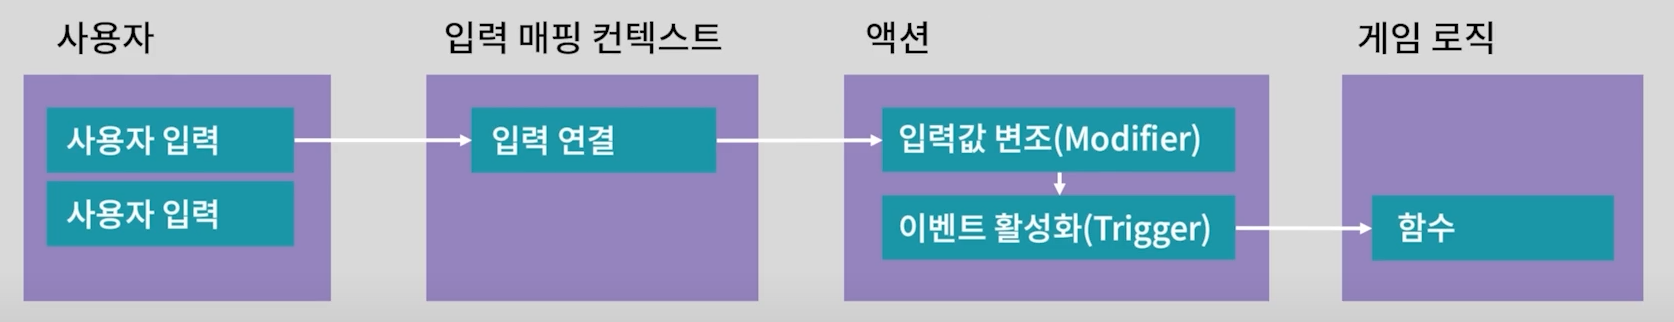 사용자
입력 매핑 컨텍스트
액션
게임 로직
사용자 입력
사용자 입력
입력 연결
입력값 변조(Modifier)
이벤트 활성화(Trigger)
함수